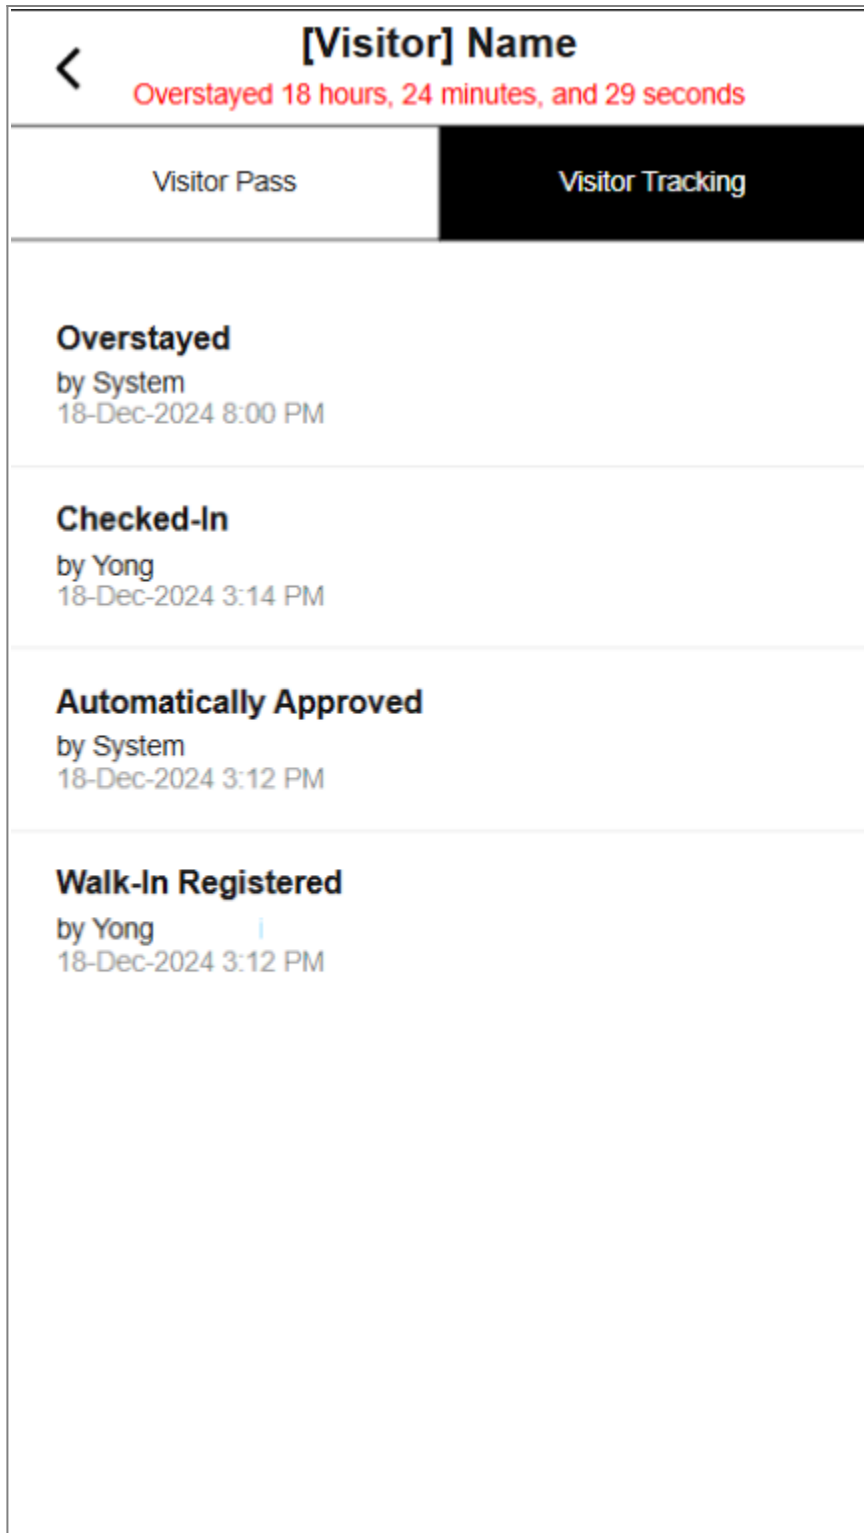 [Visitor] Name
Overstayed 18 hours, 24 minutes, and 29 seconds
Visitor Pass
Visitor Tracking
Overstayed
by System
18-Dec-2024 8:00 PM
Checked-In
by Yong
18-Dec-2024 3:14 PM
Automatically Approved
by System
18-Dec-2024 3:12 PM
Walk-In Registered
by Yong
18-Dec-2024 3:12 PM